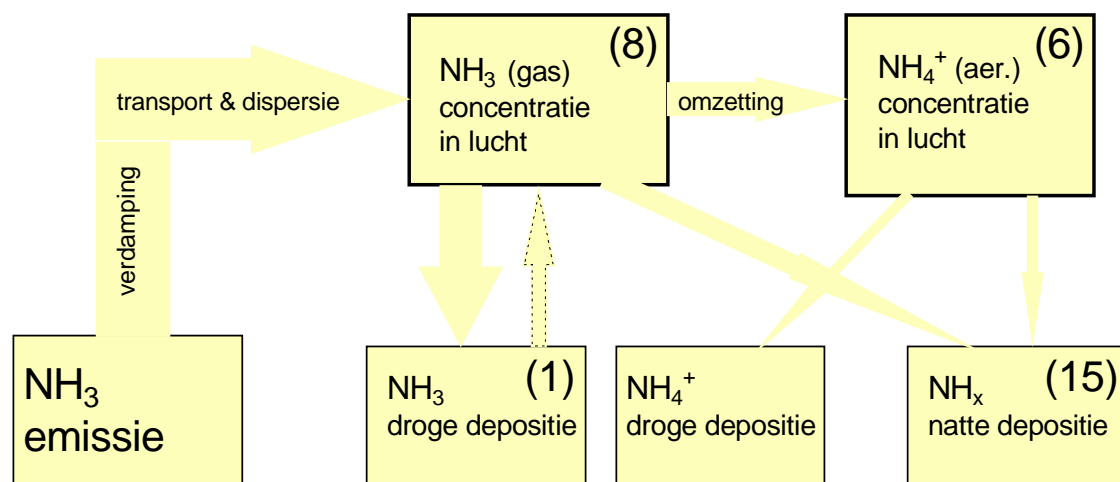 (8)
NH₃ (gas)
concentratie
in lucht
(6)
NH₄⁺ (aer.)
concentratie
in lucht
transport & dispersie
omzetting
verdamping
NH₃
emissie
(1)
NH₃
droge depositie
NH₄⁺
droge depositie
(15)
NHₓ
natte depositie